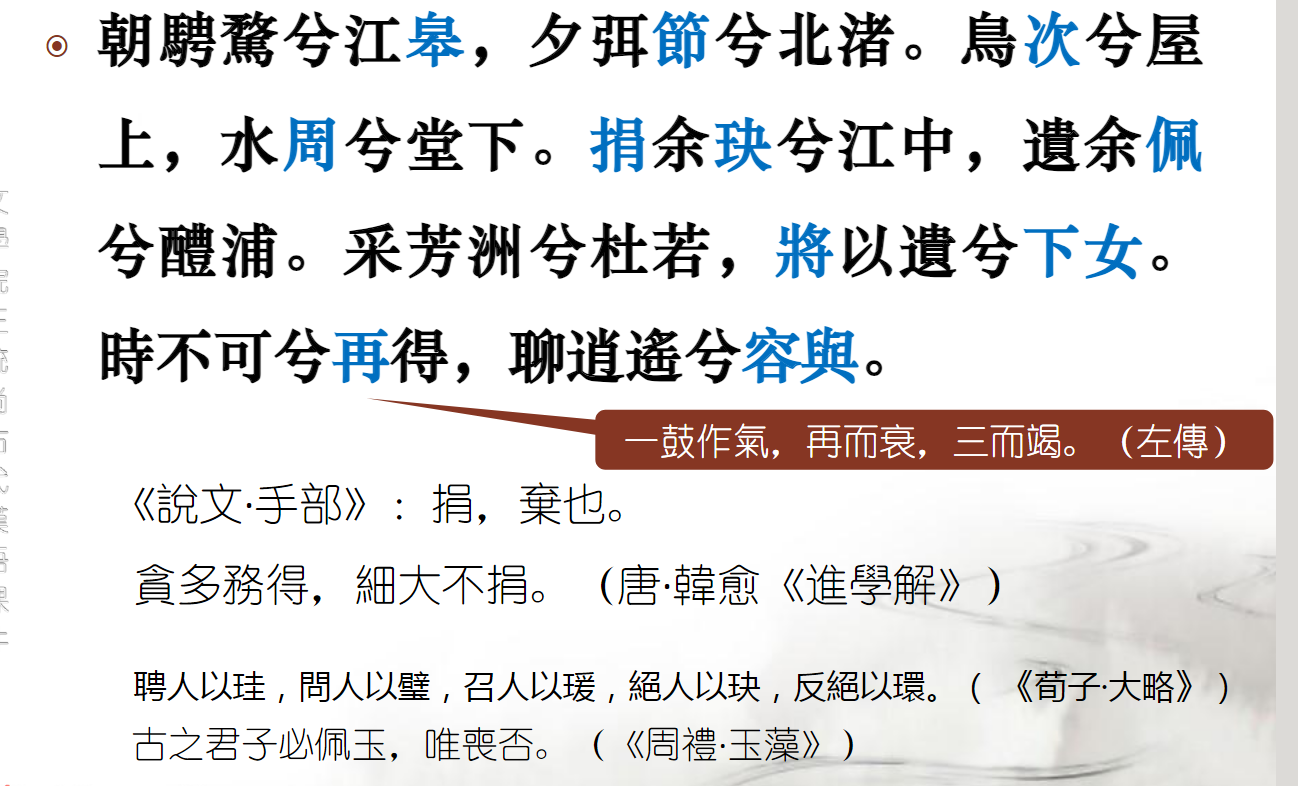 朝騁騖兮江皋，夕弭節兮北渚。鳥次兮屋
上，水周兮堂下。捐余玦兮江中，遺余佩
兮醴浦。采芳洲兮杜若，將以遺兮下女。
時不可兮再得，聊逍遙兮容與。
一鼓作氣，再而衰，三而竭。（左傳）
《說文·手部》：捐，棄也。
貪多務得，細大不捐。（唐·韓愈《進學解》）
聘人以珪，問人以璧，召人以瑗，絕人以玦，反絕以環。（《荀子·大略》）
古之君子必佩玉，唯喪否。（《周禮·玉藻》）